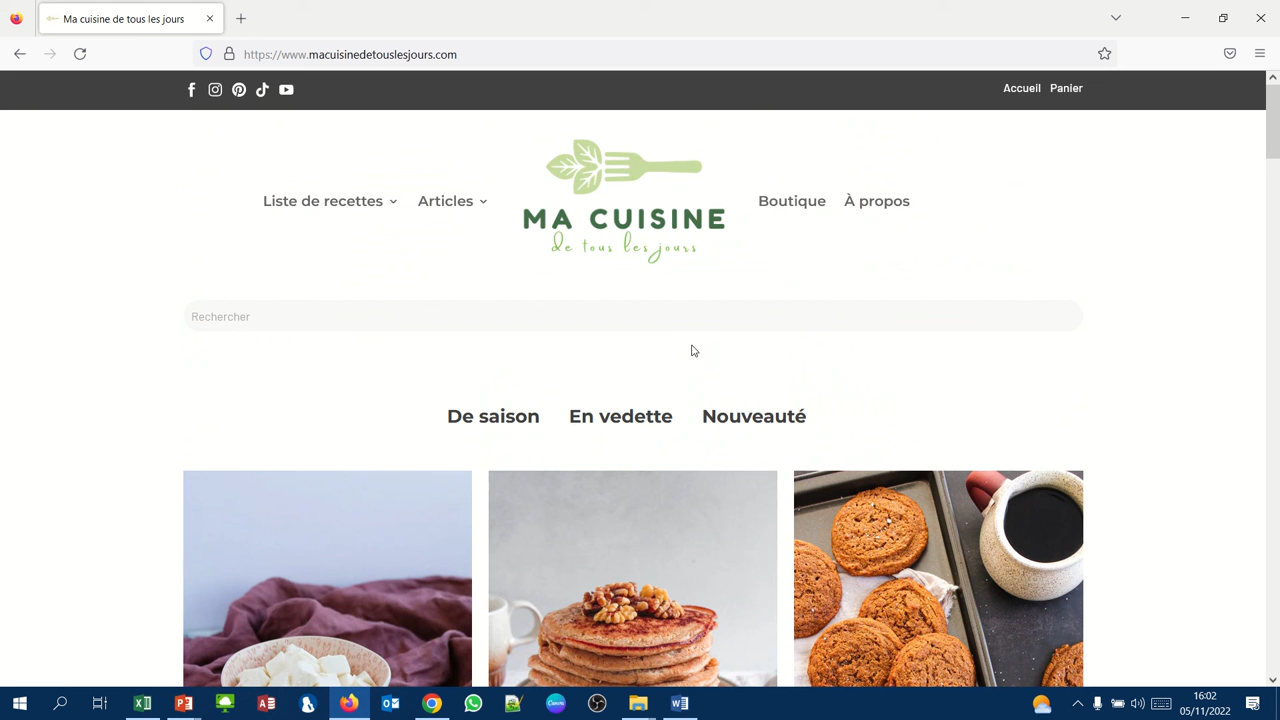 Ma cuisine de tous les jours
https://www.macuisinedetouslesjours.com
Accueil Panier
Liste de recettes Articles
MA CUISINE
de tous les jours
Boutique À propos
Rechercher
De saison En vedette Nouveauté
16:02
05/11/2022